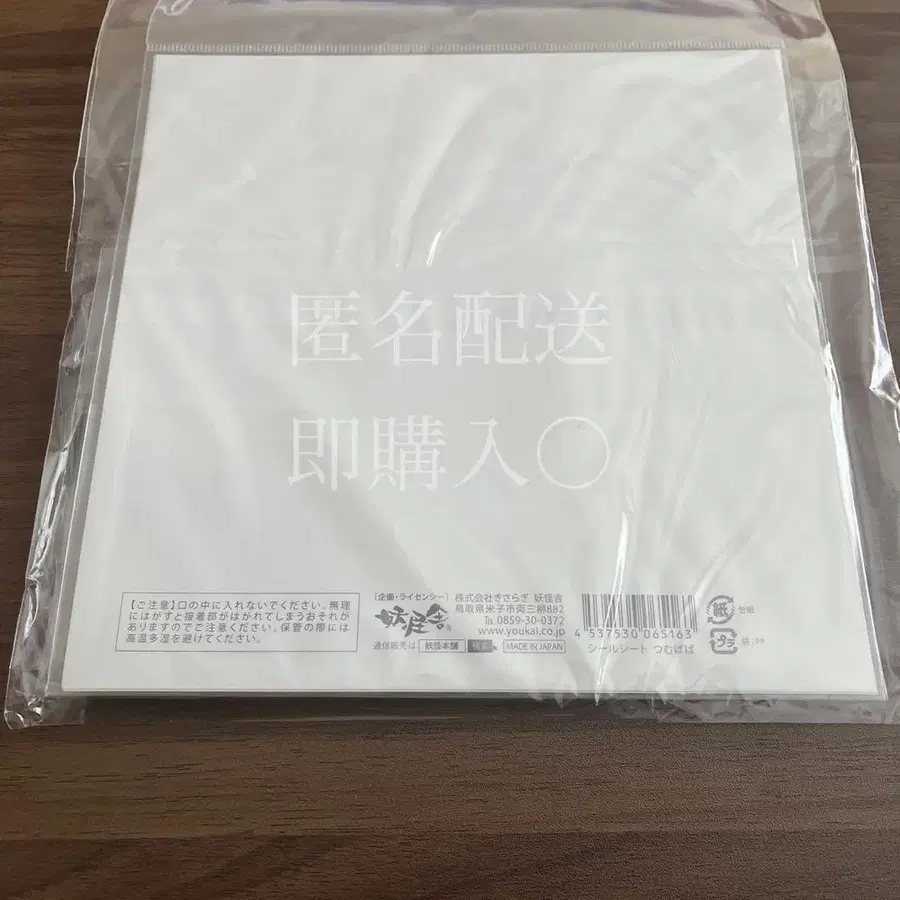 匿名配送
即購入〇
【ご注意】口の中に入れないでください。無理
にはがすと接着部がはがれてしまうおそれが
ありますのでご注意ください。保管の際には
高温多湿を避けてください。
[企画・ライセンシー]
妖怪舎
通信販売は 妖怪本舗 検索
株式会社きさらぎ 妖怪舎
鳥取県米子市両三柳882
℡.0859-30-0372
www.youkai.co.jp
MADE IN JAPAN
4 537530 065163
シールシート つむばば
紙 台紙
プラ 袋:PP